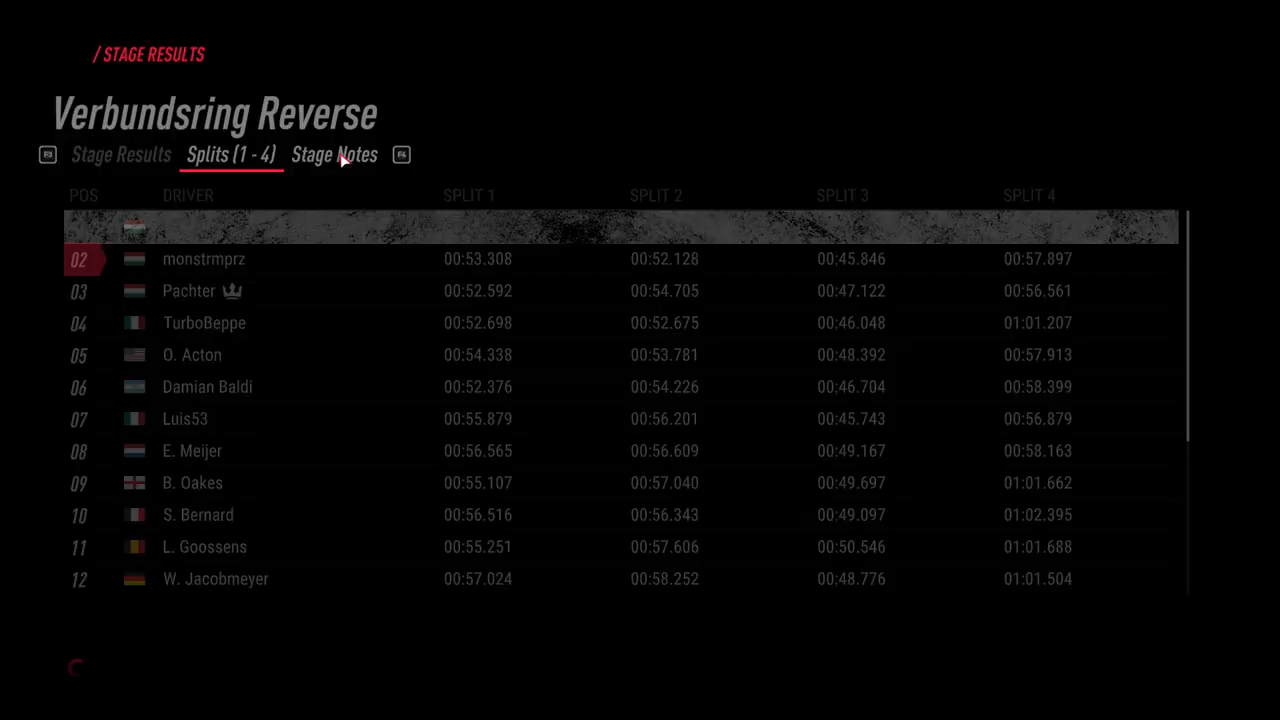 / STAGE RESULTS
Verbundsring Reverse
F3 Stage Results Splits (1 - 4) Stage Notes F4
POS DRIVER SPLIT 1 SPLIT 2 SPLIT 3 SPLIT 4
02 monstrmprz 00:53.308 00:52.128 00:45.846 00:57.897
03 Pachter 00:52.592 00:54.705 00:47.122 00:56.561
04 TurboBeppe 00:52.698 00:52.675 00:46.048 01:01.207
05 O. Acton 00:54.338 00:53.781 00:48.392 00:57.913
06 Damian Baldi 00:52.376 00:54.226 00:46.704 00:58.399
07 Luis53 00:55.879 00:56.201 00:45.743 00:56.879
08 E. Meijer 00:56.565 00:56.609 00:49.167 00:58.163
09 B. Oakes 00:55.107 00:57.040 00:49.697 01:01.662
10 S. Bernard 00:56.516 00:56.343 00:49.097 01:02.395
11 L. Goossens 00:55.251 00:57.606 00:50.546 01:01.688
12 W. Jacobmeyer 00:57.024 00:58.252 00:48.776 01:01.504